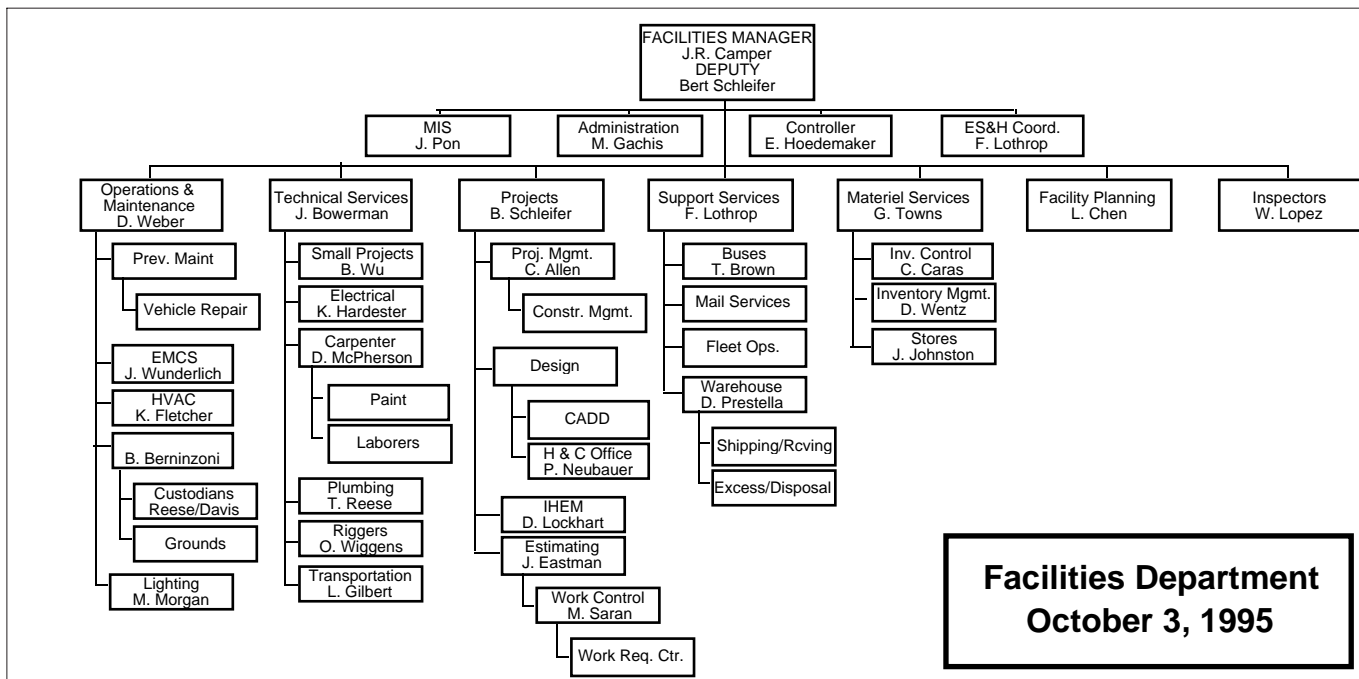 FACILITIES MANAGER
J.R. Camper
DEPUTY
Bert Schleifer
MIS
J. Pon
Administration
M. Gachis
Controller
E. Hoedemaker
ES&H Coord.
F. Lothrop
Operations &
Maintenance
D. Weber
Technical Services
J. Bowerman
Projects
B. Schleifer
Support Services
F. Lothrop
Materiel Services
G. Towns
Facility Planning
L. Chen
Inspectors
W. Lopez
Prev. Maint
Vehicle Repair
EMCS
J. Wunderlich
HVAC
K. Fletcher
B. Berninzoni
Custodians
Reese/Davis
Grounds
Lighting
M. Morgan
Small Projects
B. Wu
Electrical
K. Hardester
Carpenter
D. McPherson
Paint
Laborers
Plumbing
T. Reese
Riggers
O. Wiggens
Transportation
L. Gilbert
Proj. Mgmt.
C. Allen
Constr. Mgmt.
Design
CADD
H & C Office
P. Neubauer
IHEM
D. Lockhart
Estimating
J. Eastman
Work Control
M. Saran
Work Req. Ctr.
Buses
T. Brown
Mail Services
Fleet Ops.
Warehouse
D. Prestella
Shipping/Rcving
Excess/Disposal
Inv. Control
C. Caras
Inventory Mgmt.
D. Wentz
Stores
J. Johnston
Facilities Department
October 3, 1995